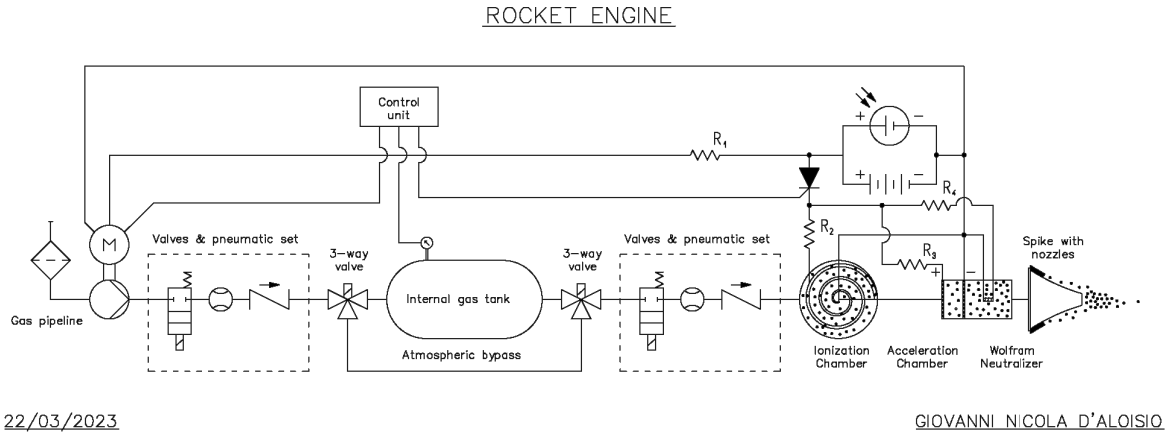 ROCKET ENGINE
Control
unit
R1
+ −
+ −
R4
M
Valves & pneumatic set
3-way
valve
3-way
valve
Valves & pneumatic set
R2
R3
+ −
Spike with
nozzles
Internal gas tank
Gas pipeline
Atmospheric bypass
Ionization
Chamber
Acceleration
Chamber
Wolfram
Neutralizer
22/03/2023
GIOVANNI NICOLA D'ALOISIO